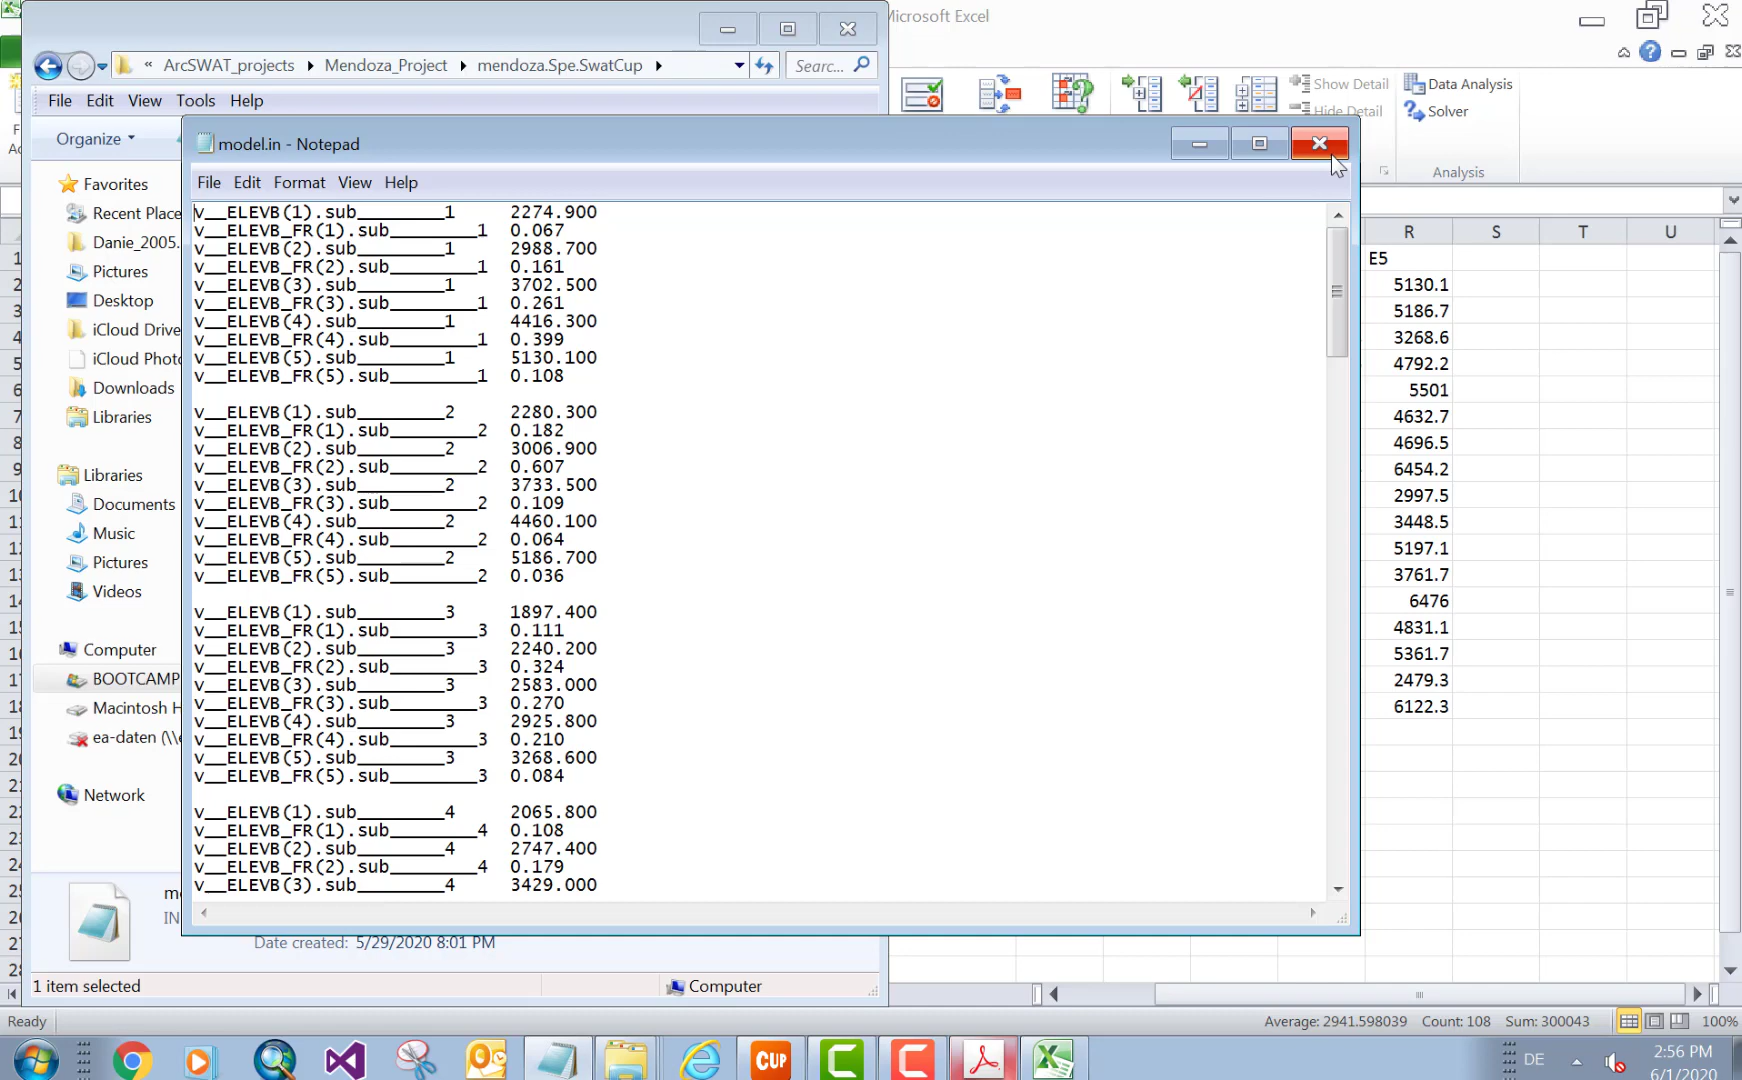 Microsoft Excel
« ArcSWAT_projects Mendoza_Project mendoza.Spe.SwatCup Searc...
File Edit View Tools Help
Organize
Show Detail
Hide Detail
Data Analysis
Solver
Analysis
model.in - Notepad
File Edit Format View Help
v__ELEVB(1).sub________1 2274.900
v__ELEVB_FR(1).sub________1 0.067
v__ELEVB(2).sub________1 2988.700
v__ELEVB_FR(2).sub________1 0.161
v__ELEVB(3).sub________1 3702.500
v__ELEVB_FR(3).sub________1 0.261
v__ELEVB(4).sub________1 4416.300
v__ELEVB_FR(4).sub________1 0.399
v__ELEVB(5).sub________1 5130.100
v__ELEVB_FR(5).sub________1 0.108
v__ELEVB(1).sub________2 2280.300
v__ELEVB_FR(1).sub________2 0.182
v__ELEVB(2).sub________2 3006.900
v__ELEVB_FR(2).sub________2 0.607
v__ELEVB(3).sub________2 3733.500
v__ELEVB_FR(3).sub________2 0.109
v__ELEVB(4).sub________2 4460.100
v__ELEVB_FR(4).sub________2 0.064
v__ELEVB(5).sub________2 5186.700
v__ELEVB_FR(5).sub________2 0.036
v__ELEVB(1).sub________3 1897.400
v__ELEVB_FR(1).sub________3 0.111
v__ELEVB(2).sub________3 2240.200
v__ELEVB_FR(2).sub________3 0.324
v__ELEVB(3).sub________3 2583.000
v__ELEVB_FR(3).sub________3 0.270
v__ELEVB(4).sub________3 2925.800
v__ELEVB_FR(4).sub________3 0.210
v__ELEVB(5).sub________3 3268.600
v__ELEVB_FR(5).sub________3 0.084
v__ELEVB(1).sub________4 2065.800
v__ELEVB_FR(1).sub________4 0.108
v__ELEVB(2).sub________4 2747.400
v__ELEVB_FR(2).sub________4 0.179
v__ELEVB(3).sub________4 3429.000
Favorites
Recent Place
Danie_2005.
Pictures
Desktop
iCloud Drive
iCloud Photo
Downloads
Libraries
Libraries
Documents
Music
Pictures
Videos
Computer
BOOTCAMP
Macintosh H
ea-daten (\\e
Network
R S T U
E5
5130.1
5186.7
3268.6
4792.2
5501
4632.7
4696.5
6454.2
2997.5
3448.5
5197.1
3761.7
6476
4831.1
5361.7
2479.3
6122.3
Date created: 5/29/2020 8:01 PM
1 item selected Computer
Ready Average: 2941.598039 Count: 108 Sum: 300043 100%
CUP
DE
2:56 PM
6/1/2020